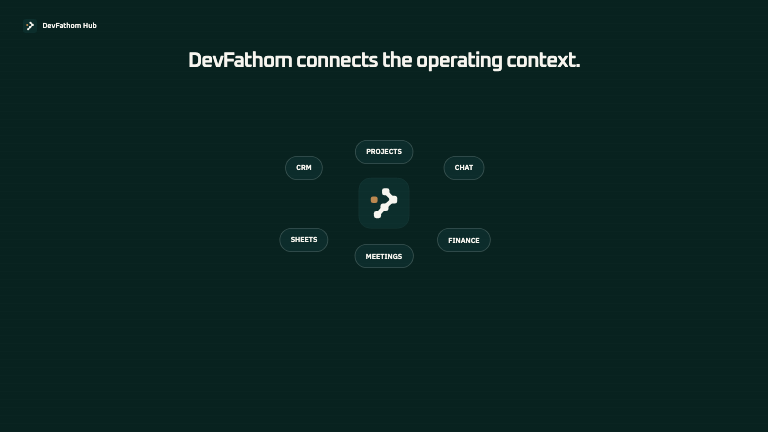 DevFathom Hub
DevFathom connects the operating context.
PROJECTS
CRM
CHAT
SHEETS
FINANCE
MEETINGS